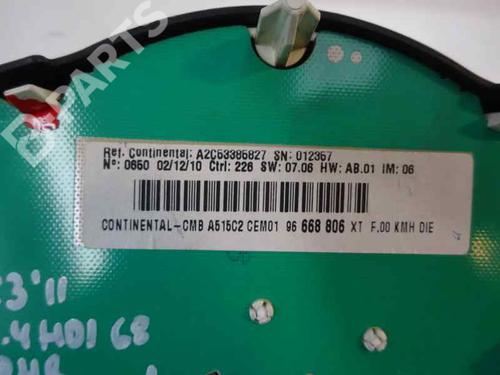 B PARTS
Ref. Continental: A2C53385827 SN: 012357
Nº: 0650 02/12/10 Ctrl: 226 SW: 07.06 HW: AB.01 IM: 06
CONTINENTAL-CMB A515C2 CEM01 96 668 806 XT F.00 KMH DIE
C3'11
1.4 HDI 68